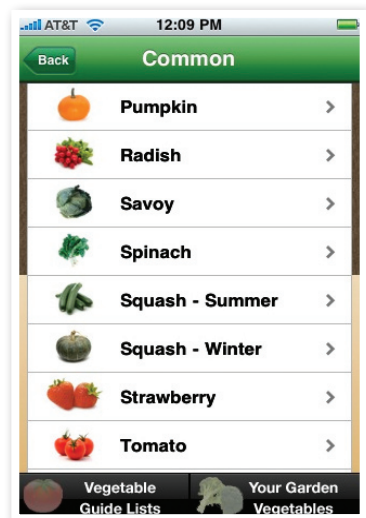 AT&T 12:09 PM
Back Common
Pumpkin
Radish
Savoy
Spinach
Squash - Summer
Squash - Winter
Strawberry
Tomato
Vegetable
Guide Lists
Your Garden
Vegetables